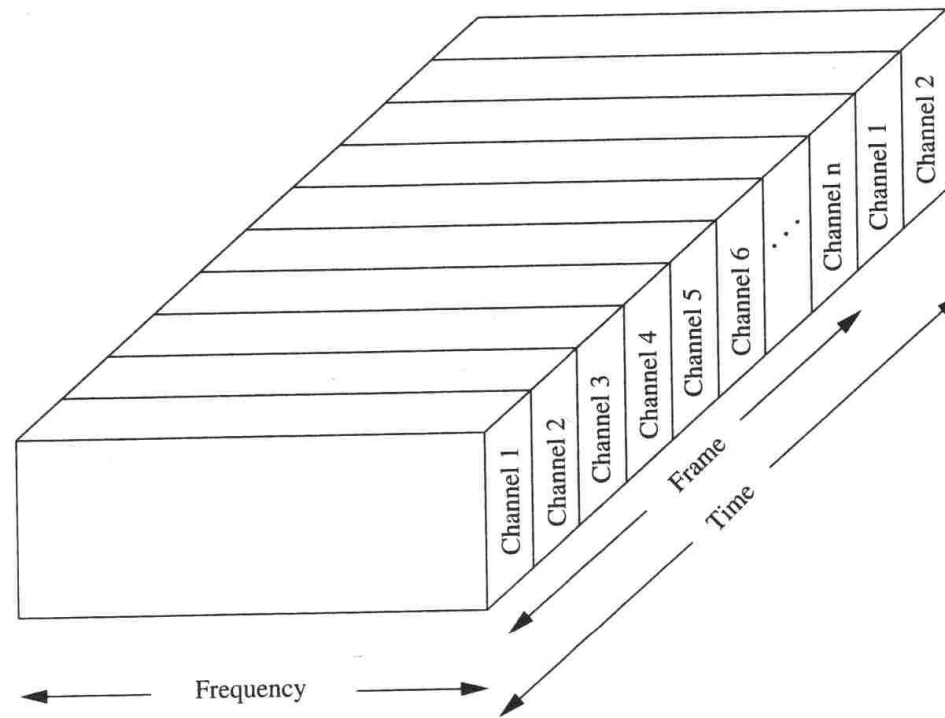 Channel 1
Channel 2
Channel 3
Channel 4
Channel 5
Channel 6
. . .
Channel n
Channel 1
Channel 2
Frame
Time
Frequency